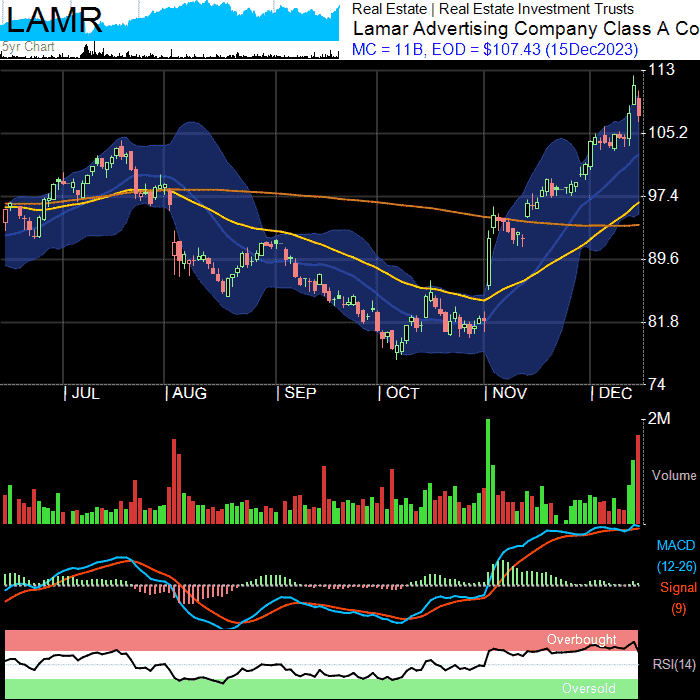 LAMR
5yr Chart
Real Estate | Real Estate Investment Trusts
Lamar Advertising Company Class A Co
MC = 11B, EOD = $107.43 (15Dec2023)
113
105.2
97.4
89.6
81.8
74
| JUL | AUG | SEP | OCT | NOV | DEC
2M
Volume
MACD
(12-26)
Signal
(9)
Overbought
RSI(14)
Oversold